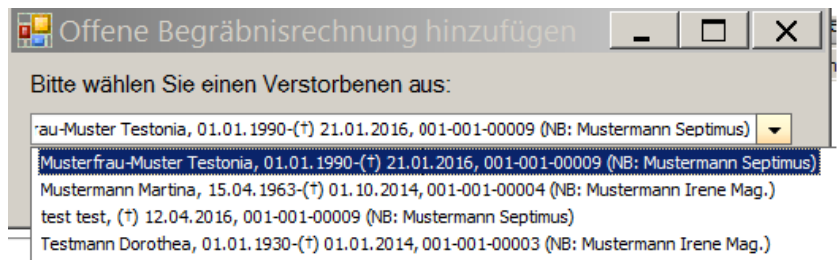 Offene Begräbnisrechnung hinzufügen
Bitte wählen Sie einen Verstorbenen aus:
au-Muster Testonia, 01.01.1990-(†) 21.01.2016, 001-001-00009 (NB: Mustermann Septimus)
Musterfrau-Muster Testonia, 01.01.1990-(†) 21.01.2016, 001-001-00009 (NB: Mustermann Septimus)
Mustermann Martina, 15.04.1963-(†) 01.10.2014, 001-001-00004 (NB: Mustermann Irene Mag.)
test test, (†) 12.04.2016, 001-001-00009 (NB: Mustermann Septimus)
Testmann Dorothea, 01.01.1930-(†) 01.01.2014, 001-001-00003 (NB: Mustermann Irene Mag.)